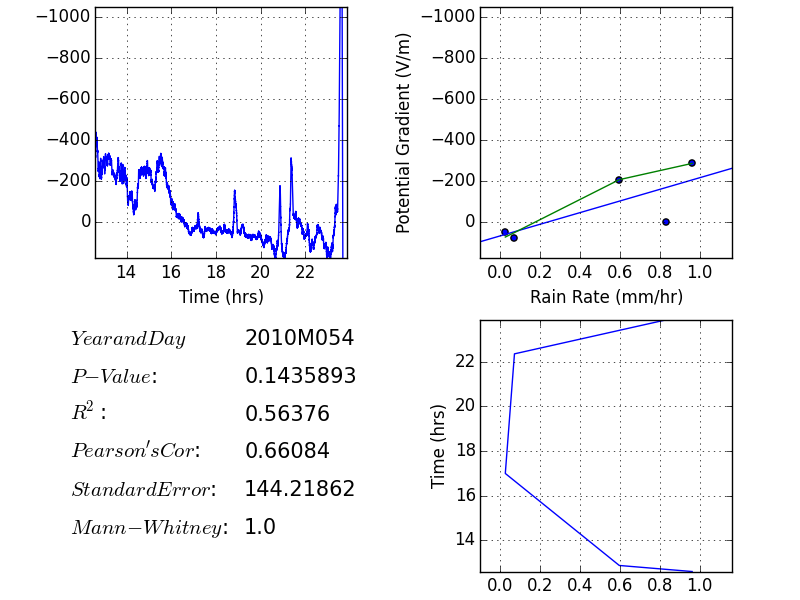 −1000
−800
−600
−400
−200
0
14 16 18 20 22
Time (hrs)
Potential Gradient (V/m)
−1000
−800
−600
−400
−200
0
0.0 0.2 0.4 0.6 0.8 1.0
Rain Rate (mm/hr)
YearandDay 2010M054
P−Value: 0.1435893
R²: 0.56376
Pearson′sCor: 0.66084
StandardError: 144.21862
Mann−Whitney: 1.0
Time (hrs)
22
20
18
16
14
0.0 0.2 0.4 0.6 0.8 1.0